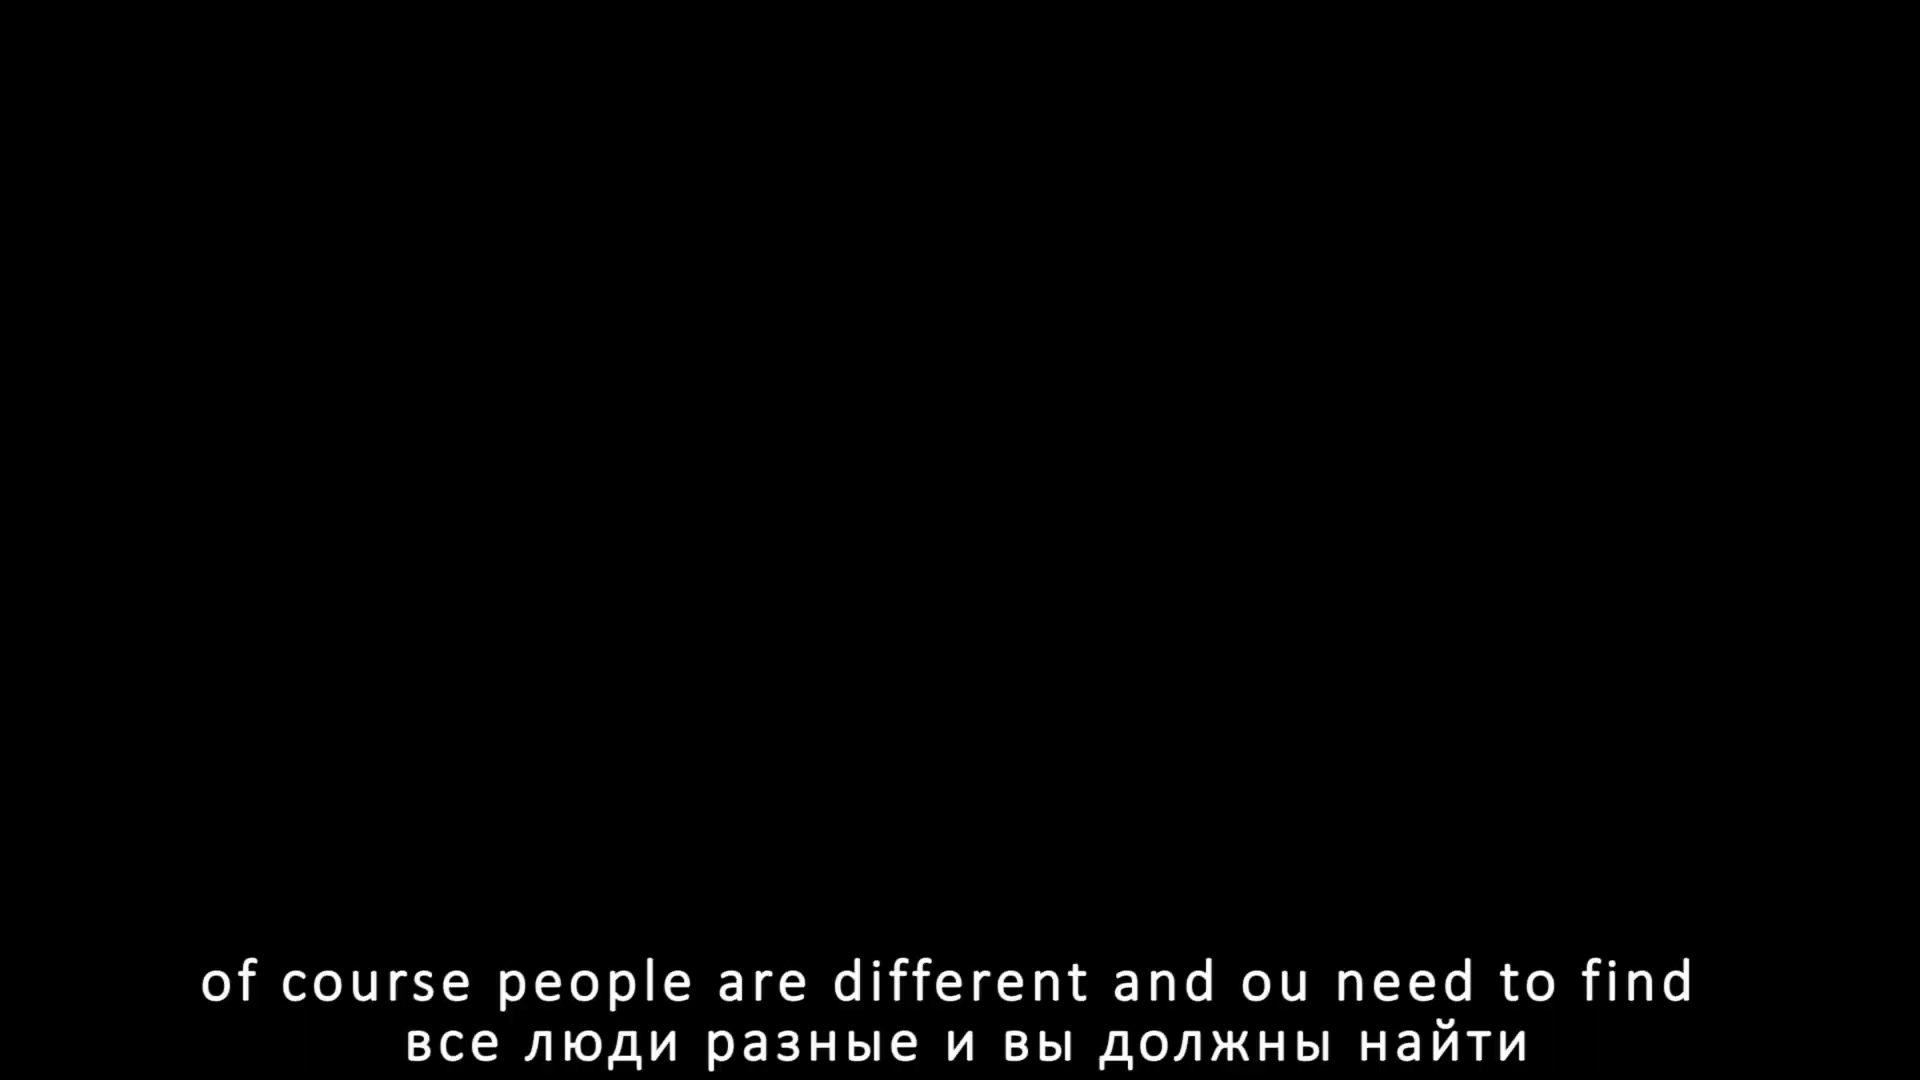 of course people are different and ou need to find
все люди разные и вы должны найти